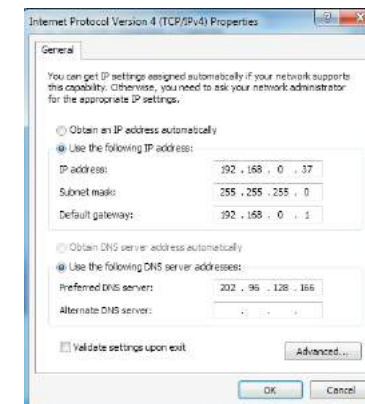 Internet Protocol Version 4 (TCP/IPv4) Properties
General
You can get IP settings assigned automatically if your network supports
this capability. Otherwise, you need to ask your network administrator
for the appropriate IP settings.
Obtain an IP address automatically
Use the following IP address:
IP address: 192 . 168 . 0 . 37
Subnet mask: 255 . 255 . 255 . 0
Default gateway: 192 . 168 . 0 . 1
Obtain DNS server address automatically
Use the following DNS server addresses:
Preferred DNS server: 202 . 96 . 128 . 166
Alternate DNS server: . . .
Validate settings upon exit
Advanced...
OK Cancel